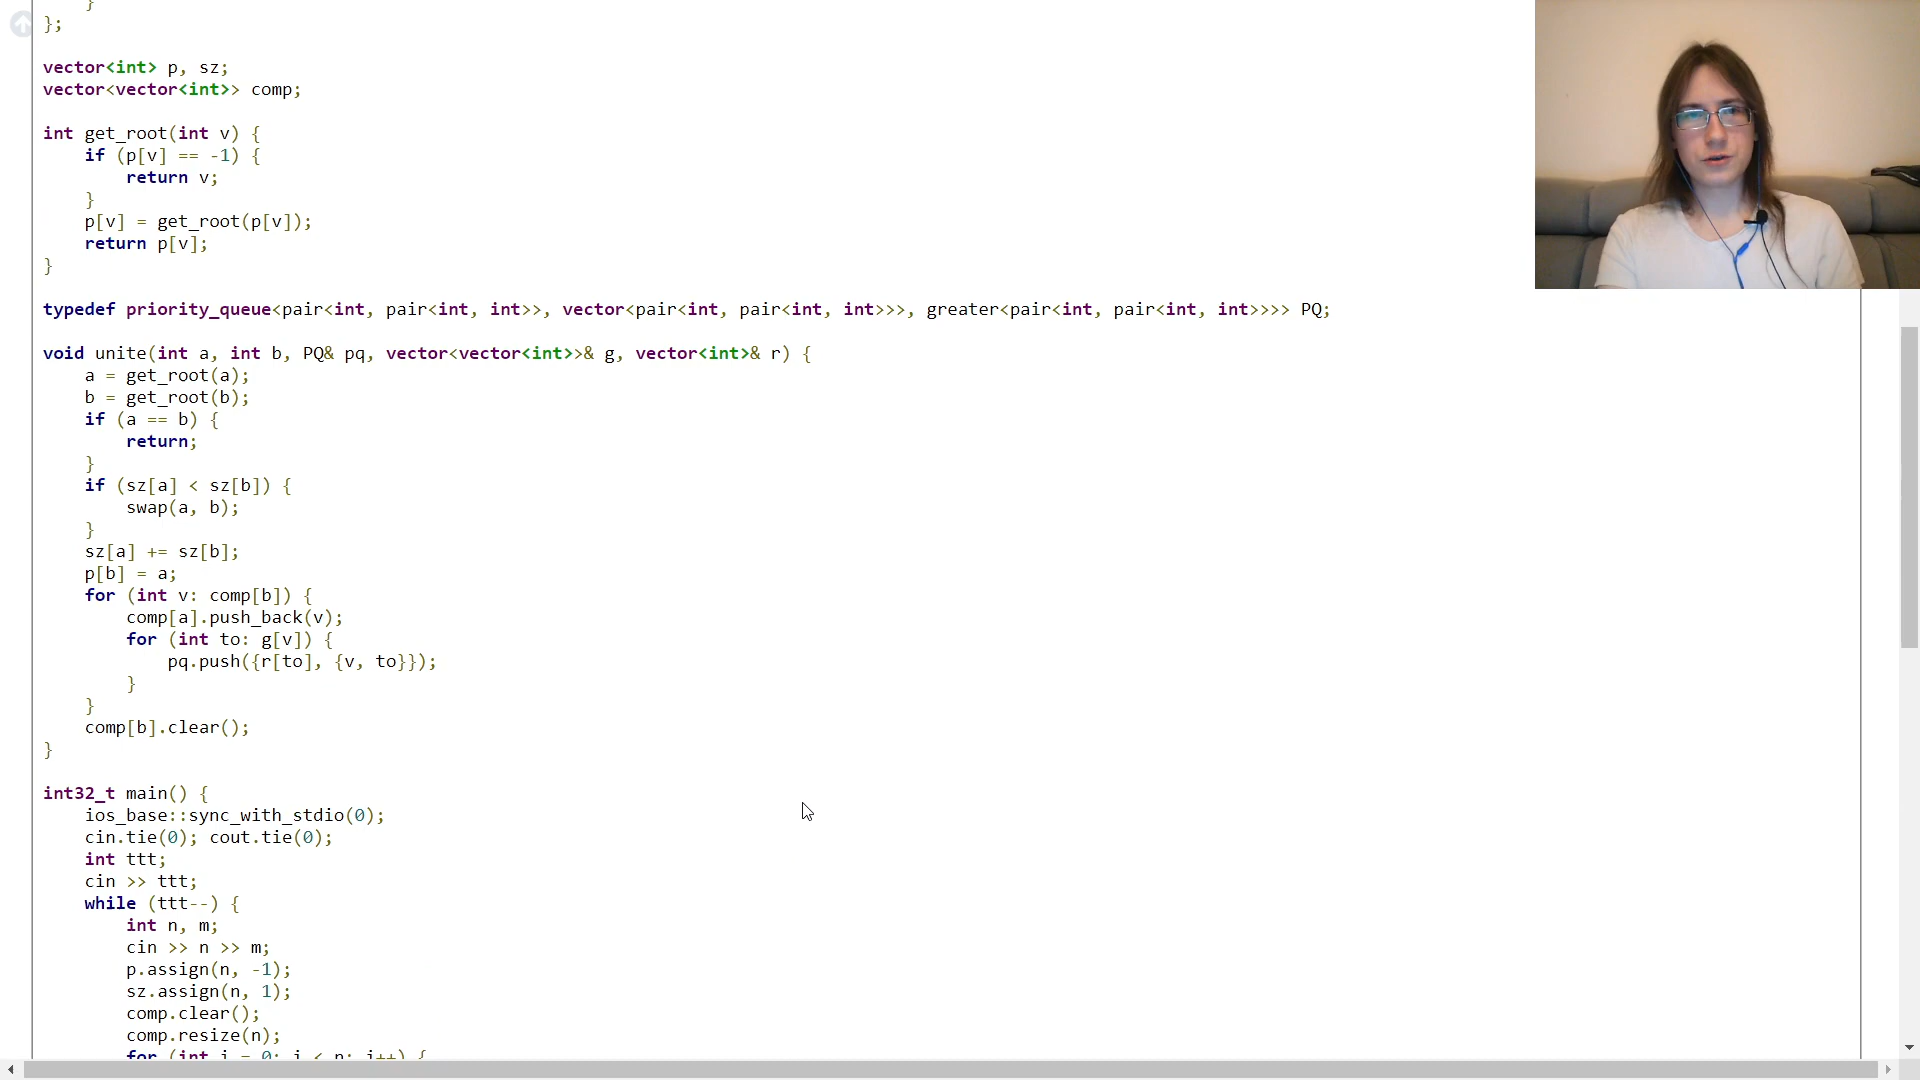 }
};
vector<int> p, sz;
vector<vector<int>> comp;
int get_root(int v) {
if (p[v] == -1) {
return v;
}
p[v] = get_root(p[v]);
return p[v];
}
typedef priority_queue<pair<int, pair<int, int>>, vector<pair<int, pair<int, int>>>, greater<pair<int, pair<int, int>>>> PQ;
void unite(int a, int b, PQ& pq, vector<vector<int>>& g, vector<int>& r) {
a = get_root(a);
b = get_root(b);
if (a == b) {
return;
}
if (sz[a] < sz[b]) {
swap(a, b);
}
sz[a] += sz[b];
p[b] = a;
for (int v: comp[b]) {
comp[a].push_back(v);
for (int to: g[v]) {
pq.push({r[to], {v, to}});
}
}
comp[b].clear();
}
int32_t main() {
ios_base::sync_with_stdio(0);
cin.tie(0); cout.tie(0);
int ttt;
cin >> ttt;
while (ttt--) {
int n, m;
cin >> n >> m;
p.assign(n, -1);
sz.assign(n, 1);
comp.clear();
comp.resize(n);
for (int i = 0; i < n; i++) {